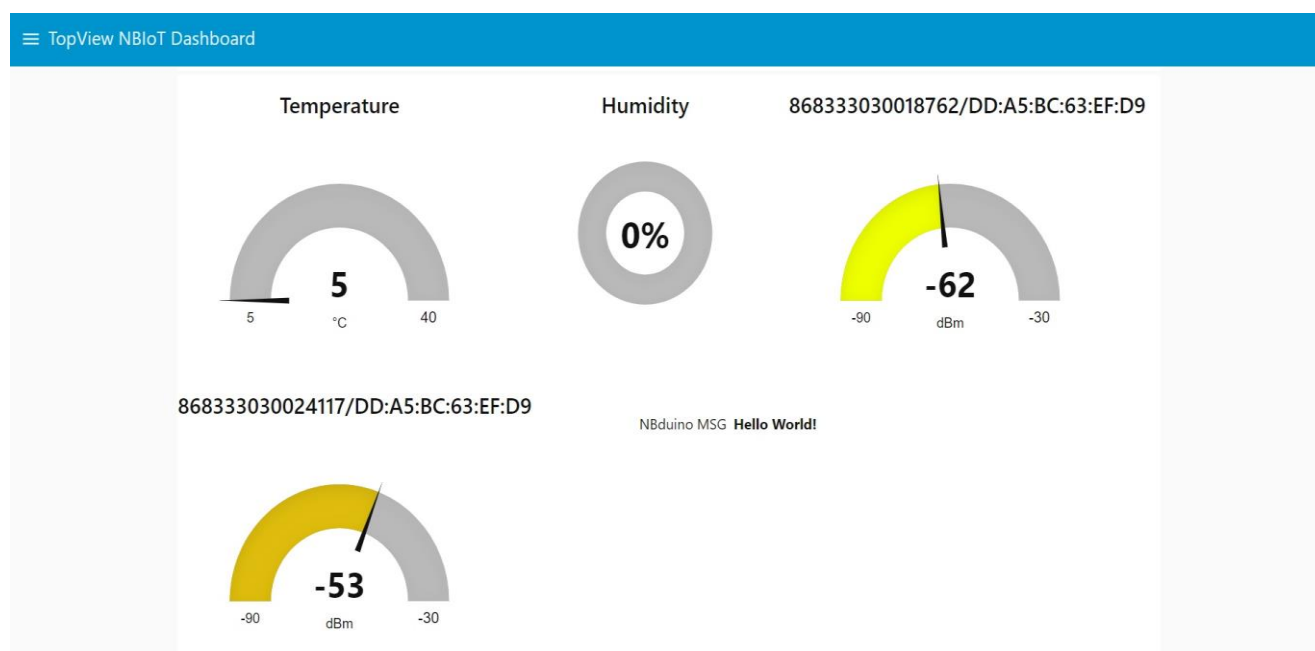 TopView NBIoT Dashboard
Temperature
5
5
°C
40
Humidity
0%
868333030018762/DD:A5:BC:63:EF:D9
-62
-90
dBm
-30
868333030024117/DD:A5:BC:63:EF:D9
-53
-90
dBm
-30
NBduino MSG Hello World!